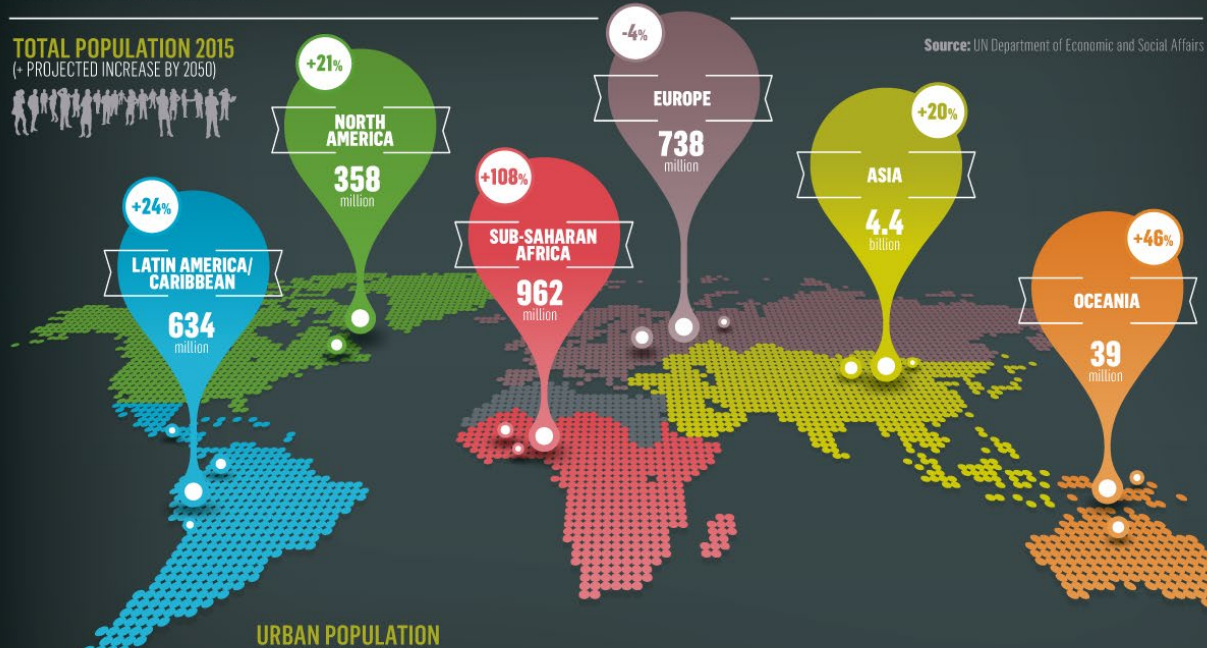 TOTAL POPULATION 2015
(+ PROJECTED INCREASE BY 2050)
Source: UN Department of Economic and Social Affairs
+24%
LATIN AMERICA/
CARIBBEAN
634
million
+21%
NORTH
AMERICA
358
million
+108%
SUB-SAHARAN
AFRICA
962
million
-4%
EUROPE
738
million
+20%
ASIA
4.4
billion
+46%
OCEANIA
39
million
URBAN POPULATION